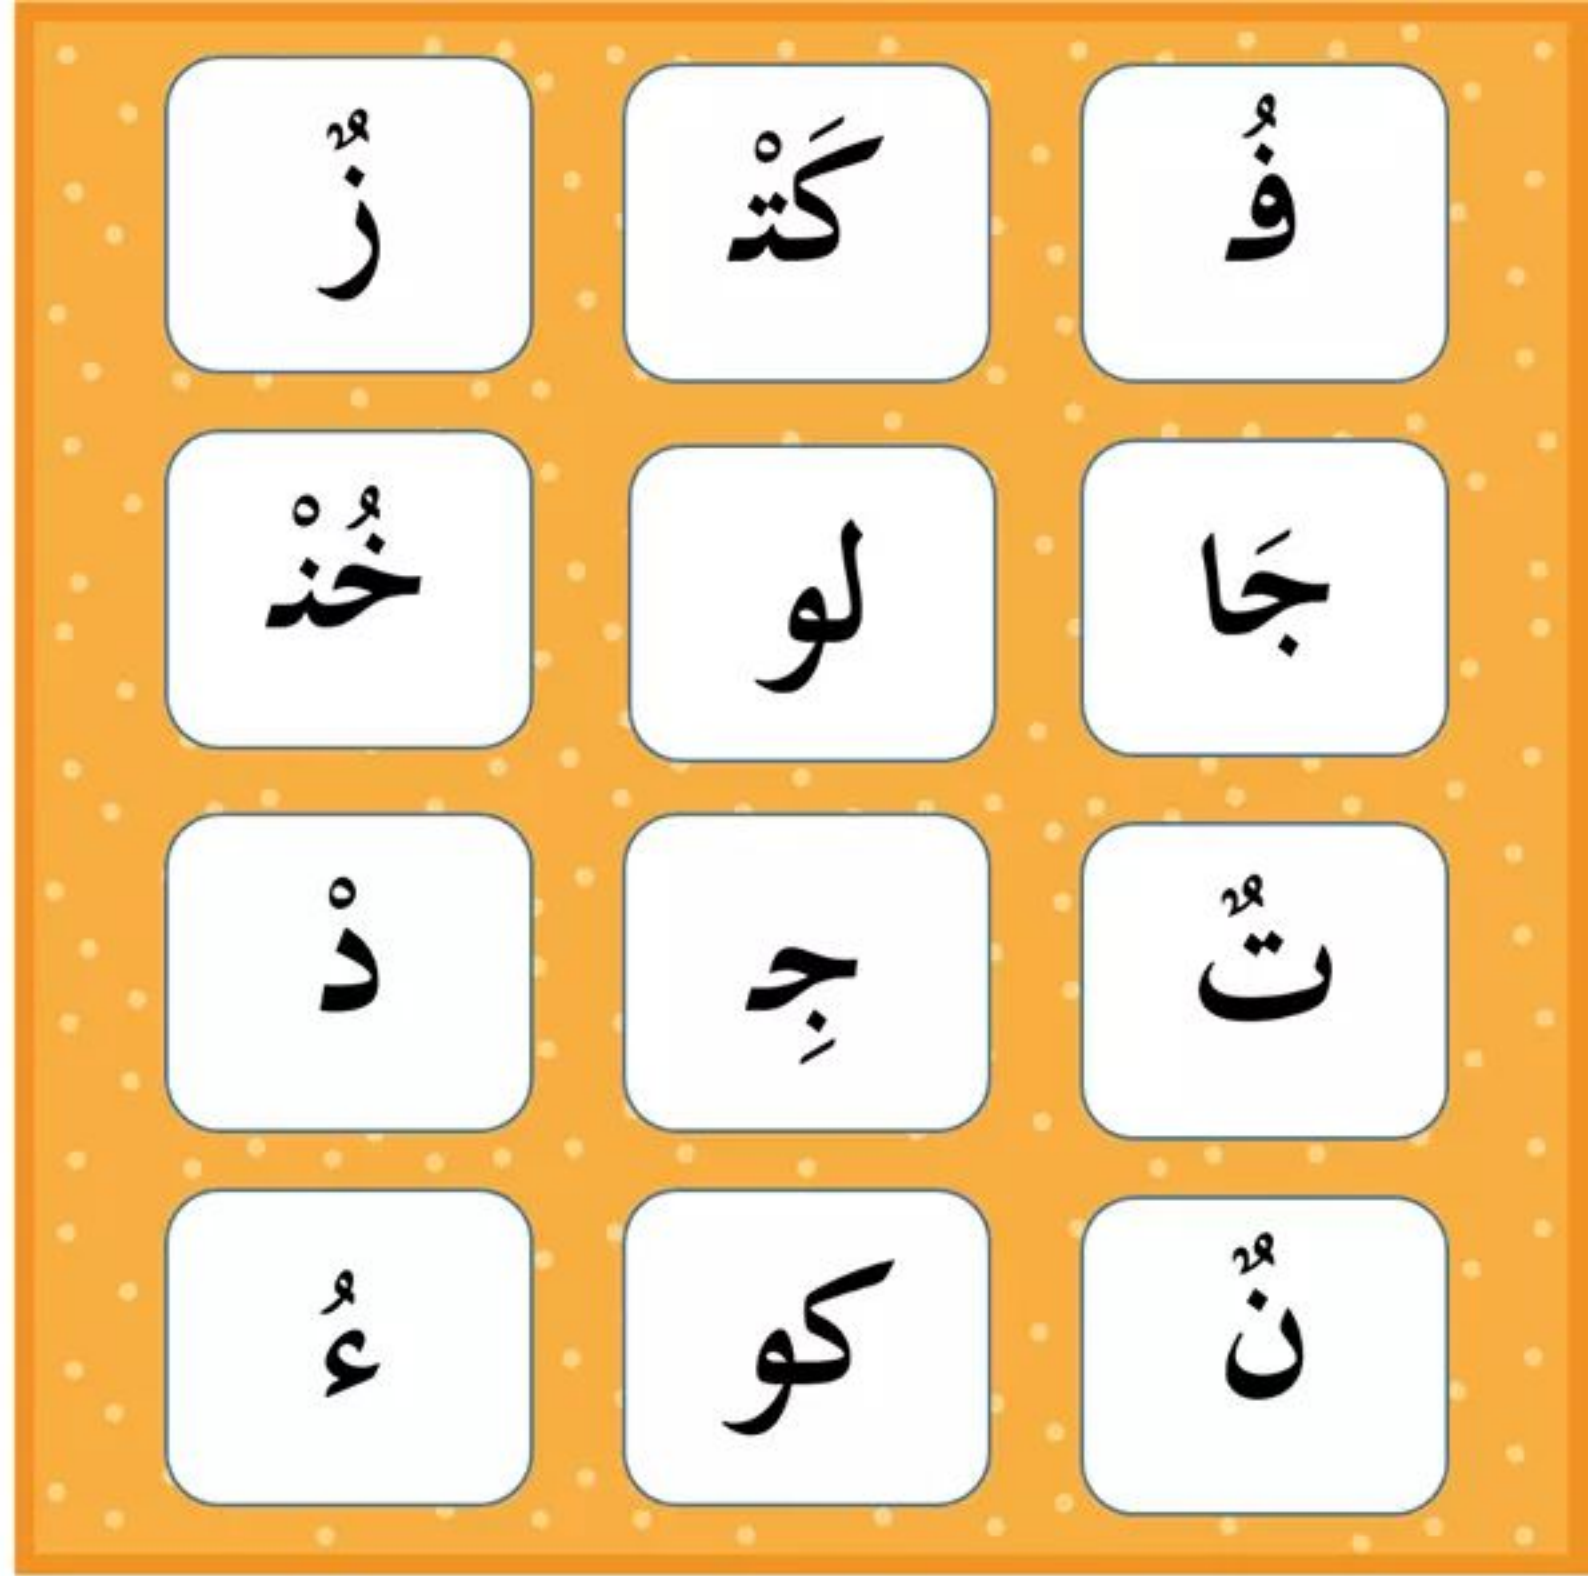 فُـ كَتْـ زٌ
جَا لو خُنْـ
تٌ جِـ دْ
نٌ كو ءُ